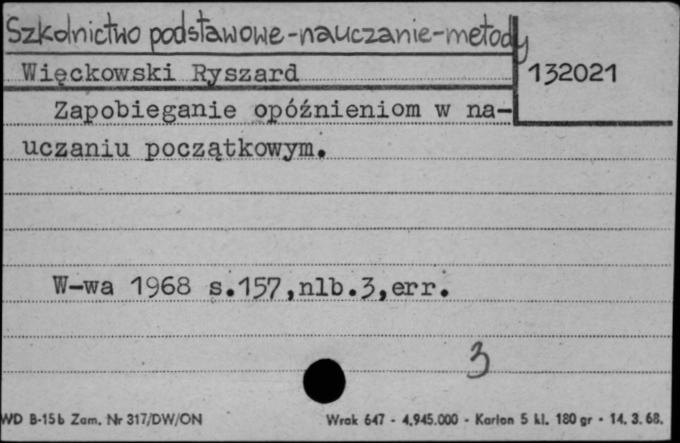 Szkolnictwo podstawowe-nauczanie-metody
Więckowski Ryszard
132021
Zapobieganie opóźnieniom w na-
uczaniu początkowym.
W-wa 1968 s.157,nlb.3,err.
3
WD B-15b Zam. Nr 317/DW/ON
Wrak 647 - 4.945.000 - Karton 5 kl. 180 gr - 14. 3. 68.